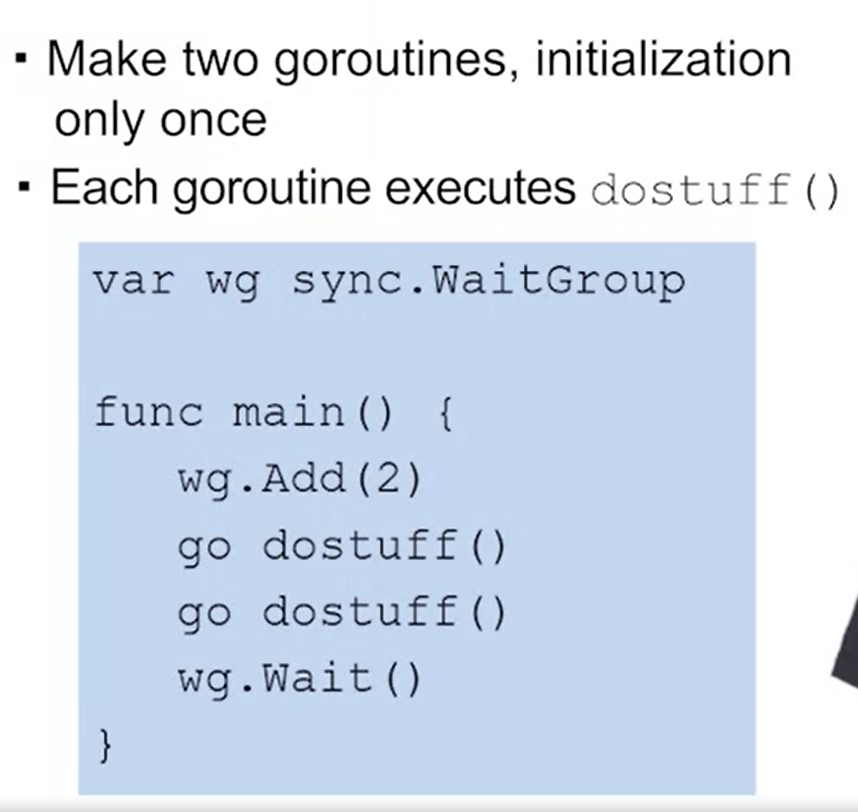 ▪ Make two goroutines, initialization
only once
▪ Each goroutine executes dostuff()
var wg sync.WaitGroup
func main() {
wg.Add(2)
go dostuff()
go dostuff()
wg.Wait()
}